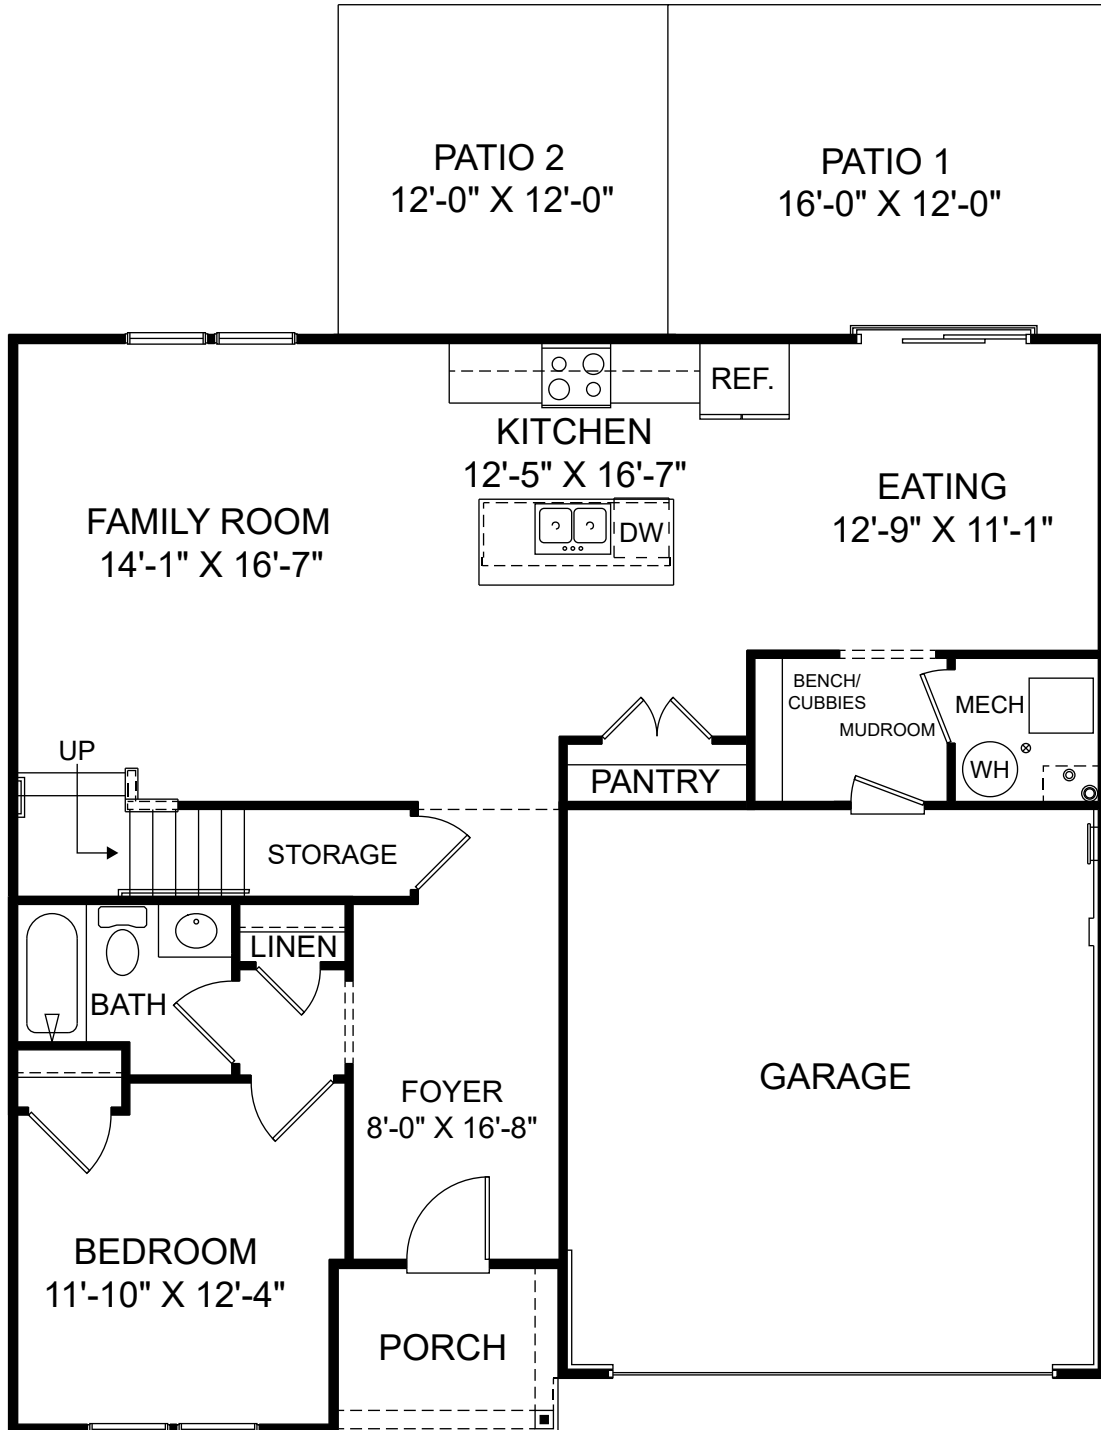 PATIO 2
12'-0" X 12'-0"
PATIO 1
16'-0" X 12'-0"
REF.
KITCHEN
12'-5" X 16'-7"
EATING
12'-9" X 11'-1"
FAMILY ROOM
14'-1" X 16'-7"
DW
BENCH/
CUBBIES
MUDROOM
MECH
WH
UP
PANTRY
STORAGE
LINEN
BATH
GARAGE
FOYER
8'-0" X 16'-8"
BEDROOM
11'-10" X 12'-4"
PORCH